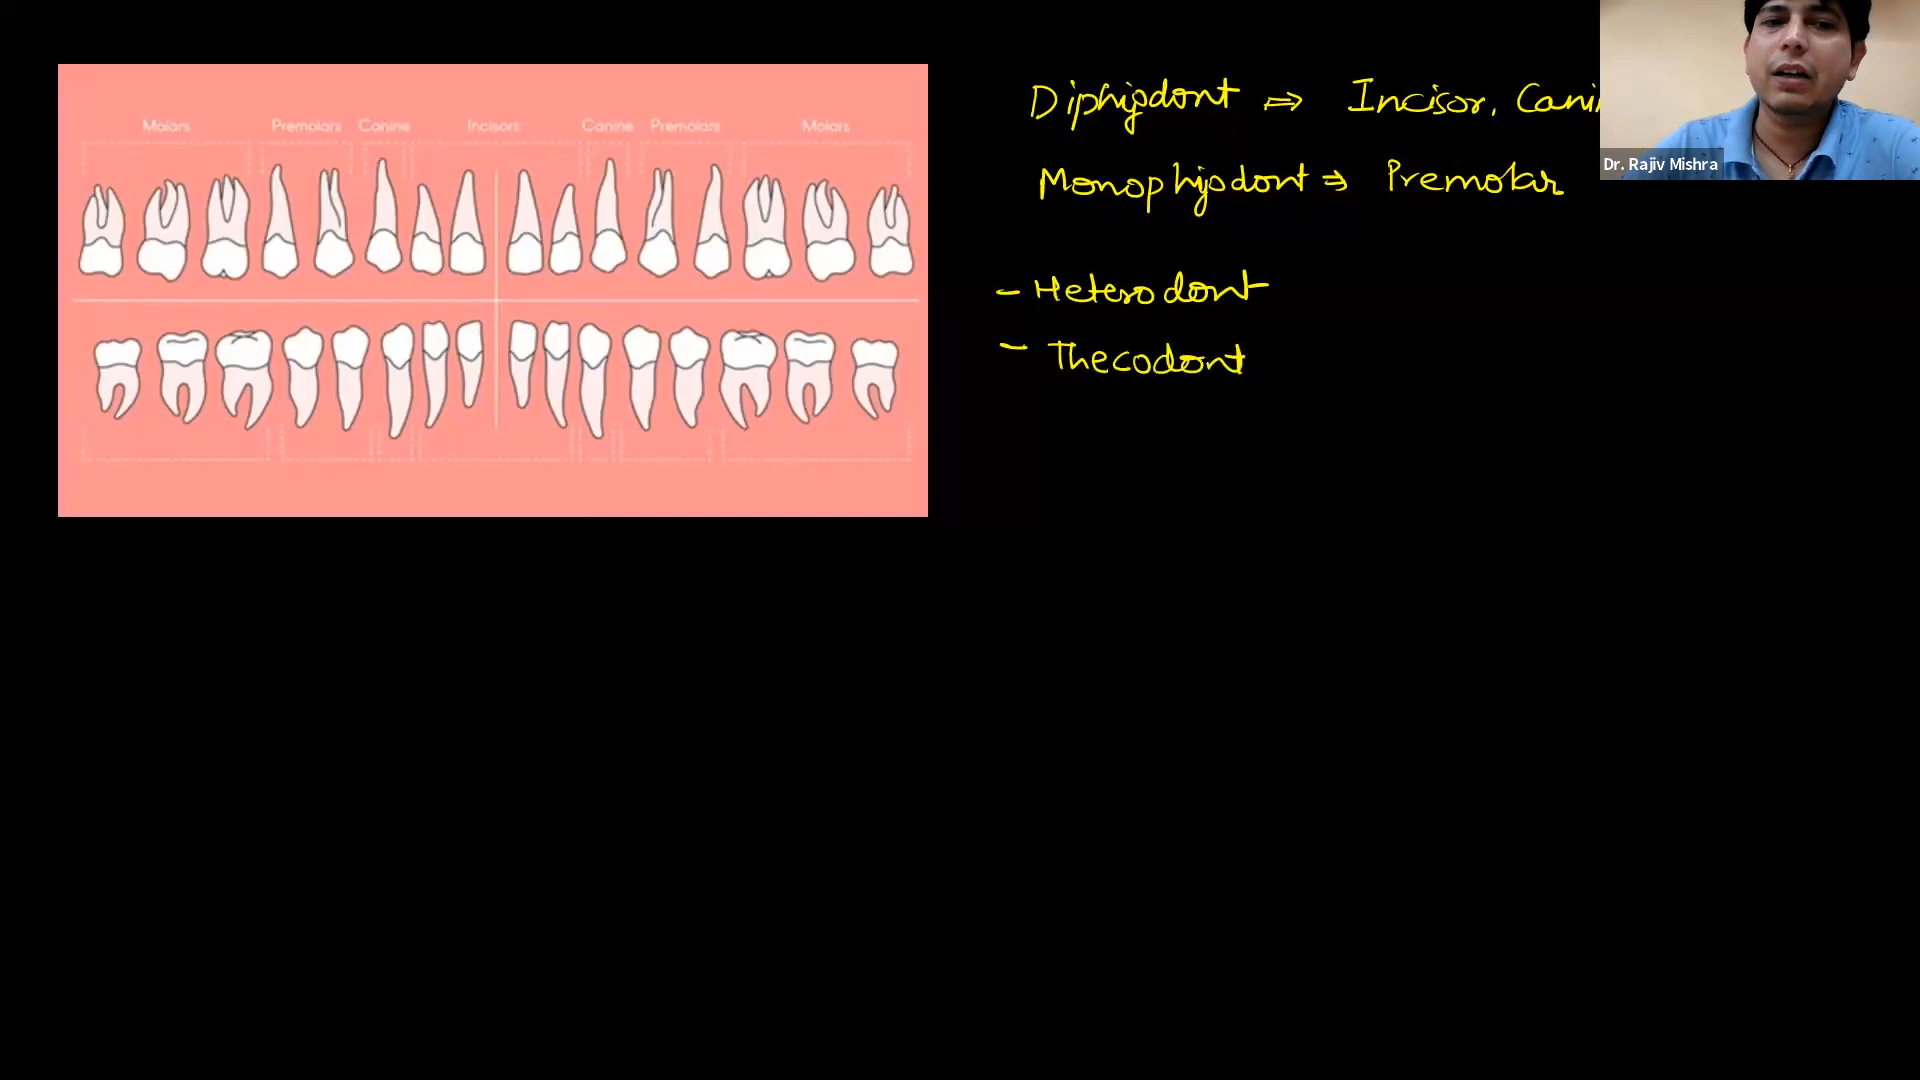 Molars Premolars Canine Incisors Canine Premolars Molars
Diphyodont ⇒ Incisor, Cani
Monophyodont ⇒ Premolar
- Heterodont
- Thecodont
Dr. Rajiv Mishra